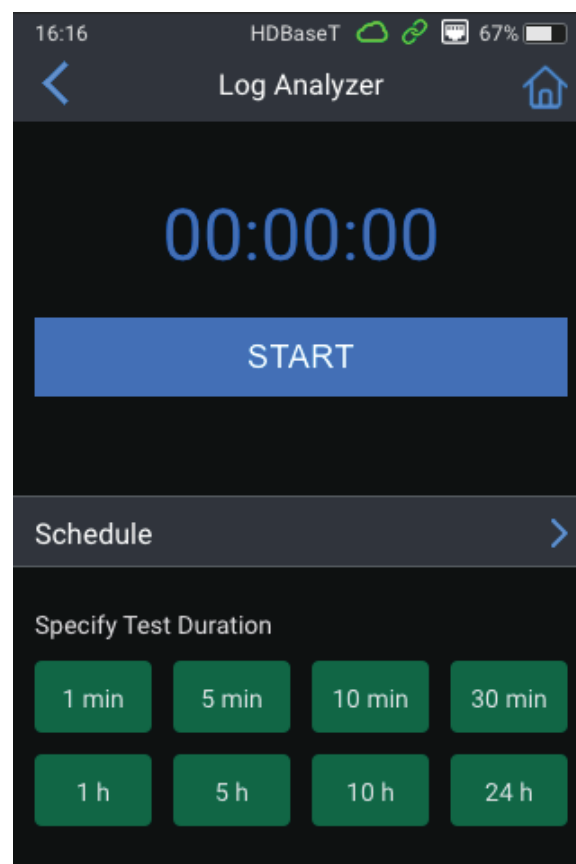 16:16 HDBaseT 67%
Log Analyzer
00:00:00
START
Schedule
Specify Test Duration
1 min 5 min 10 min 30 min
1 h 5 h 10 h 24 h